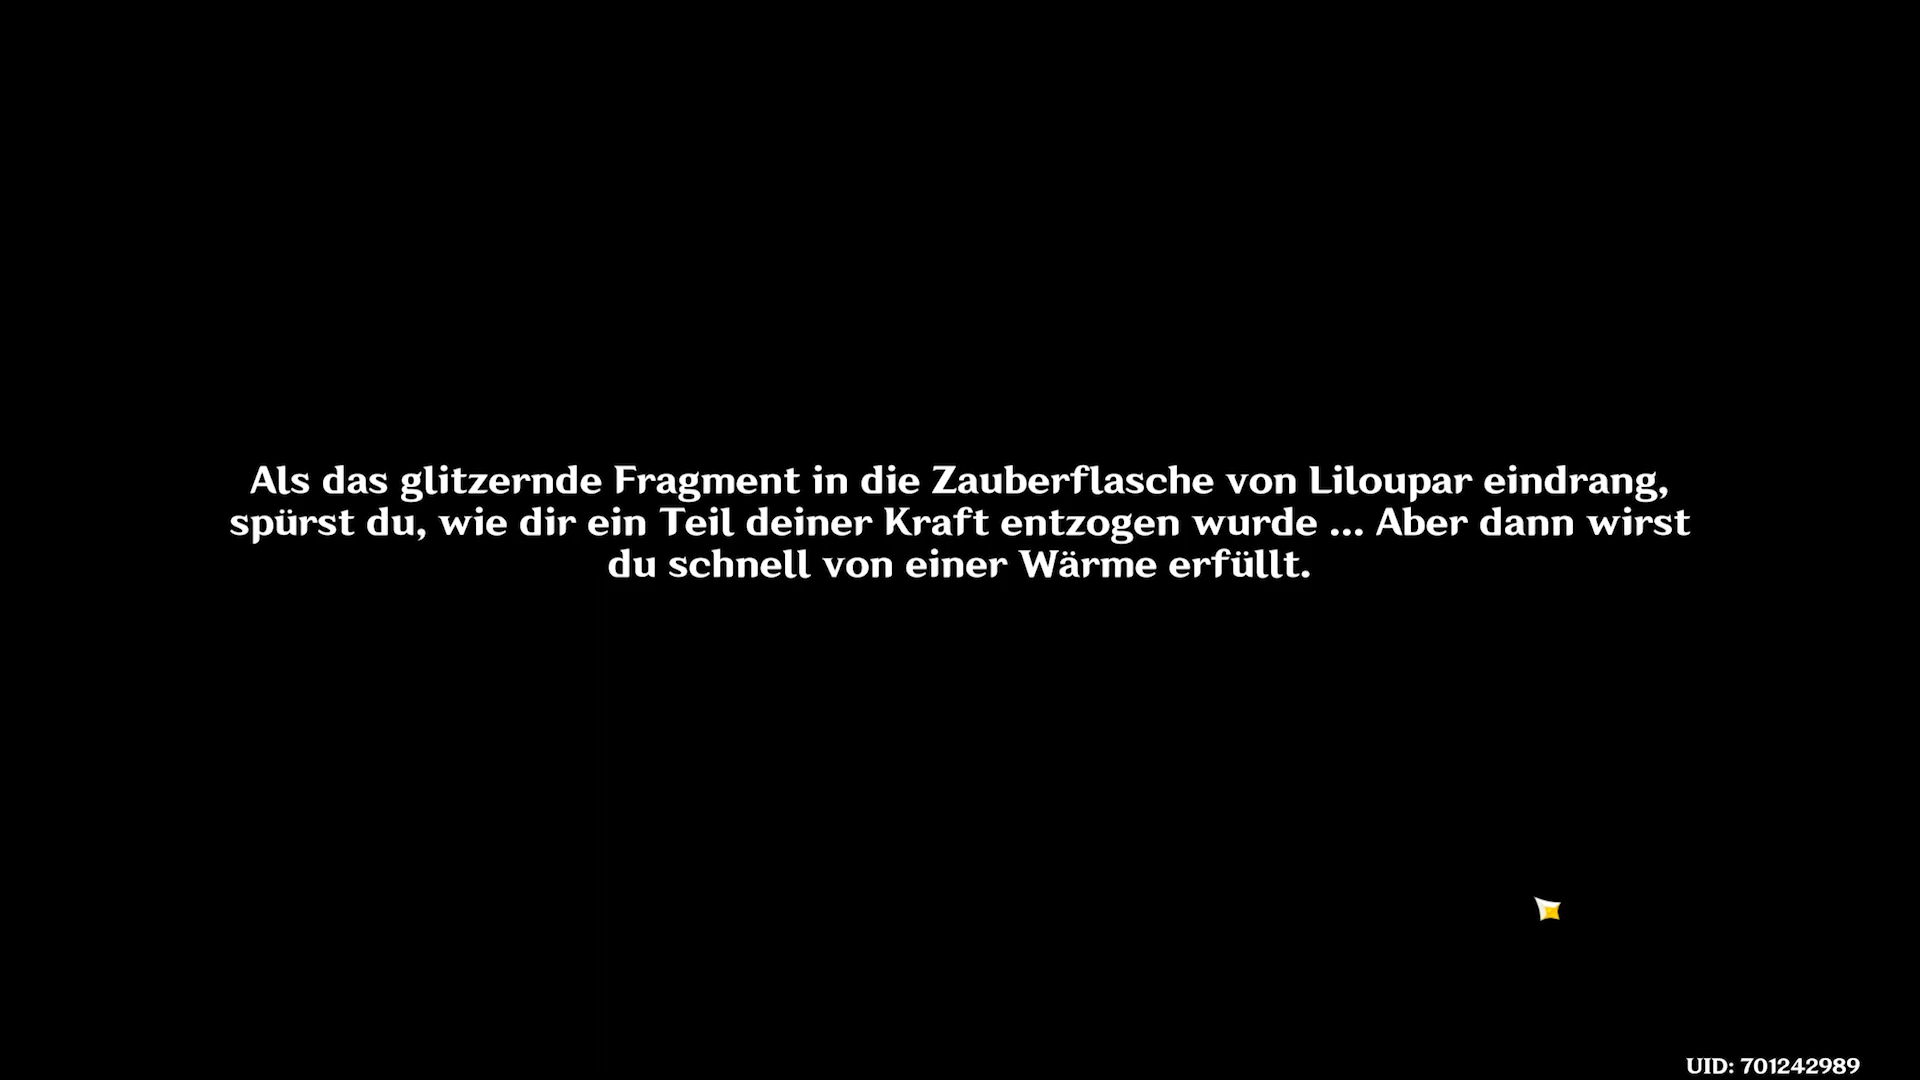 Als das glitzernde Fragment in die Zauberflasche von Liloupar eindrang,
spürst du, wie dir ein Teil deiner Kraft entzogen wurde ... Aber dann wirst
du schnell von einer Wärme erfüllt.
UID: 701242989